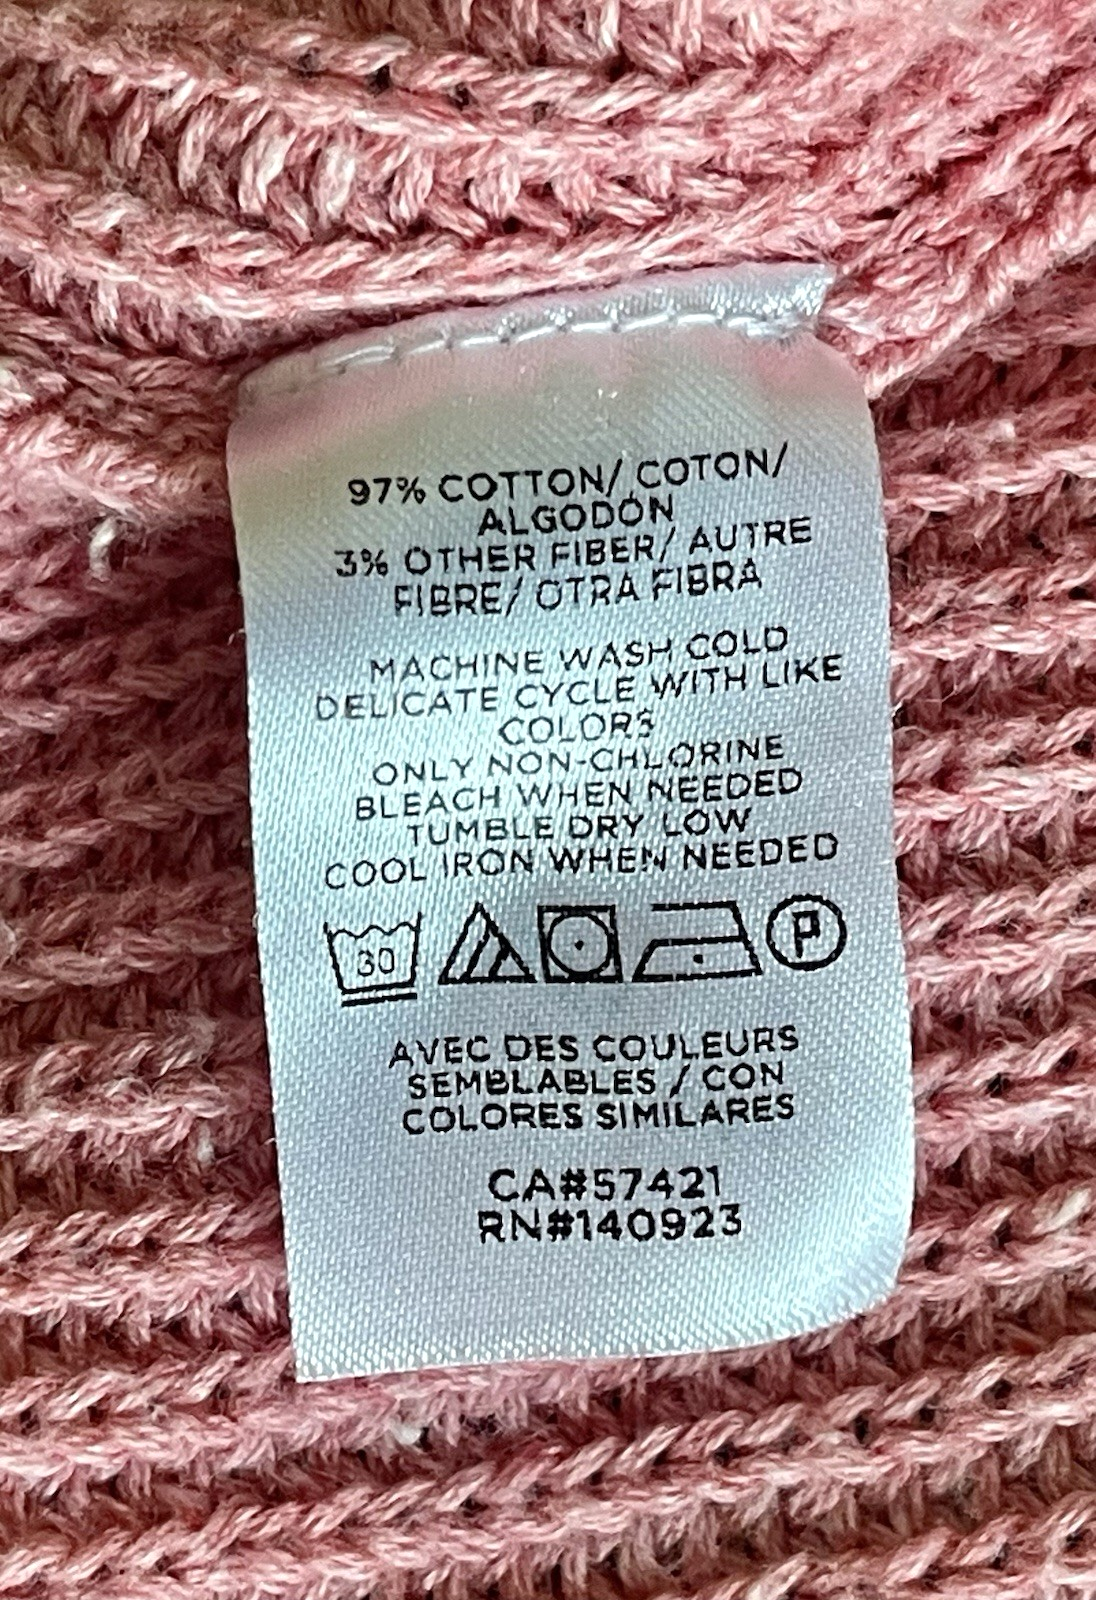 97% COTTON/ COTON/
ALGODÓN
3% OTHER FIBER/ AUTRE
FIBRE/ OTRA FIBRA
MACHINE WASH COLD
DELICATE CYCLE WITH LIKE
COLORS
ONLY NON-CHLORINE
BLEACH WHEN NEEDED
TUMBLE DRY LOW
COOL IRON WHEN NEEDED
30 P
AVEC DES COULEURS
SEMBLABLES / CON
COLORES SIMILARES
CA#57421
RN#140923